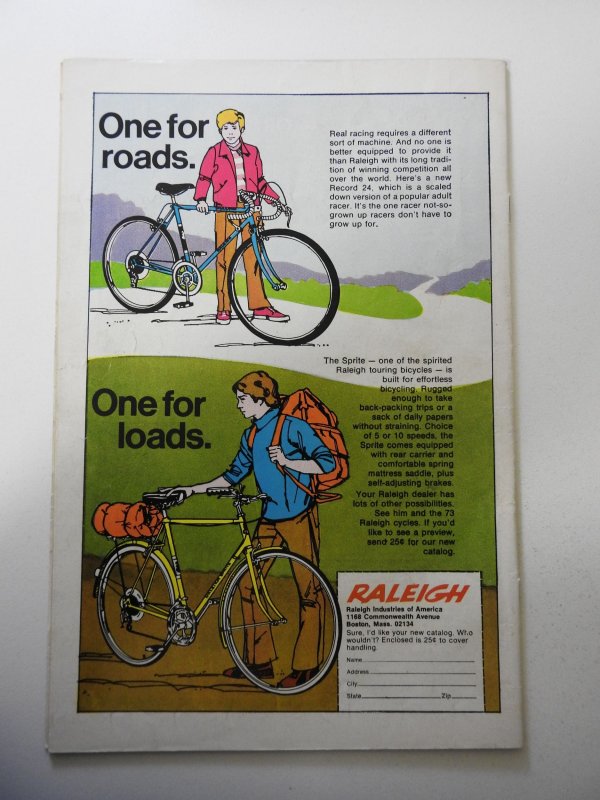 One for
roads.
Real racing requires a different
sort of machine. And no one is
better equipped to provide it
than Raleigh with its long tradi-
tion of winning competition all
over the world. Here's a new
Record 24, which is a scaled
down version of a popular adult
racer. It's the one racer not-so-
grown up racers don't have to
grow up for.
The Sprite — one of the spirited
Raleigh touring bicycles — is
built for effortless
bicycling. Rugged
enough to take
back-packing trips or a
sack of daily papers
without straining. Choice
of 5 or 10 speeds, the
Sprite comes equipped
with rear carrier and
comfortable spring
mattress saddle, plus
self-adjusting brakes.
Your Raleigh dealer has
lots of other possibilities.
See him and the 73
Raleigh cycles. If you'd
like to see a preview,
send 25¢ for our new
catalog.
One for
loads.
RALEIGH
Raleigh Industries of America
1168 Commonwealth Avenue
Boston, Mass. 02134
Sure, I'd like your new catalog. Who
wouldn't? Enclosed is 25¢ to cover
handling.
Name
Address
City
State Zip